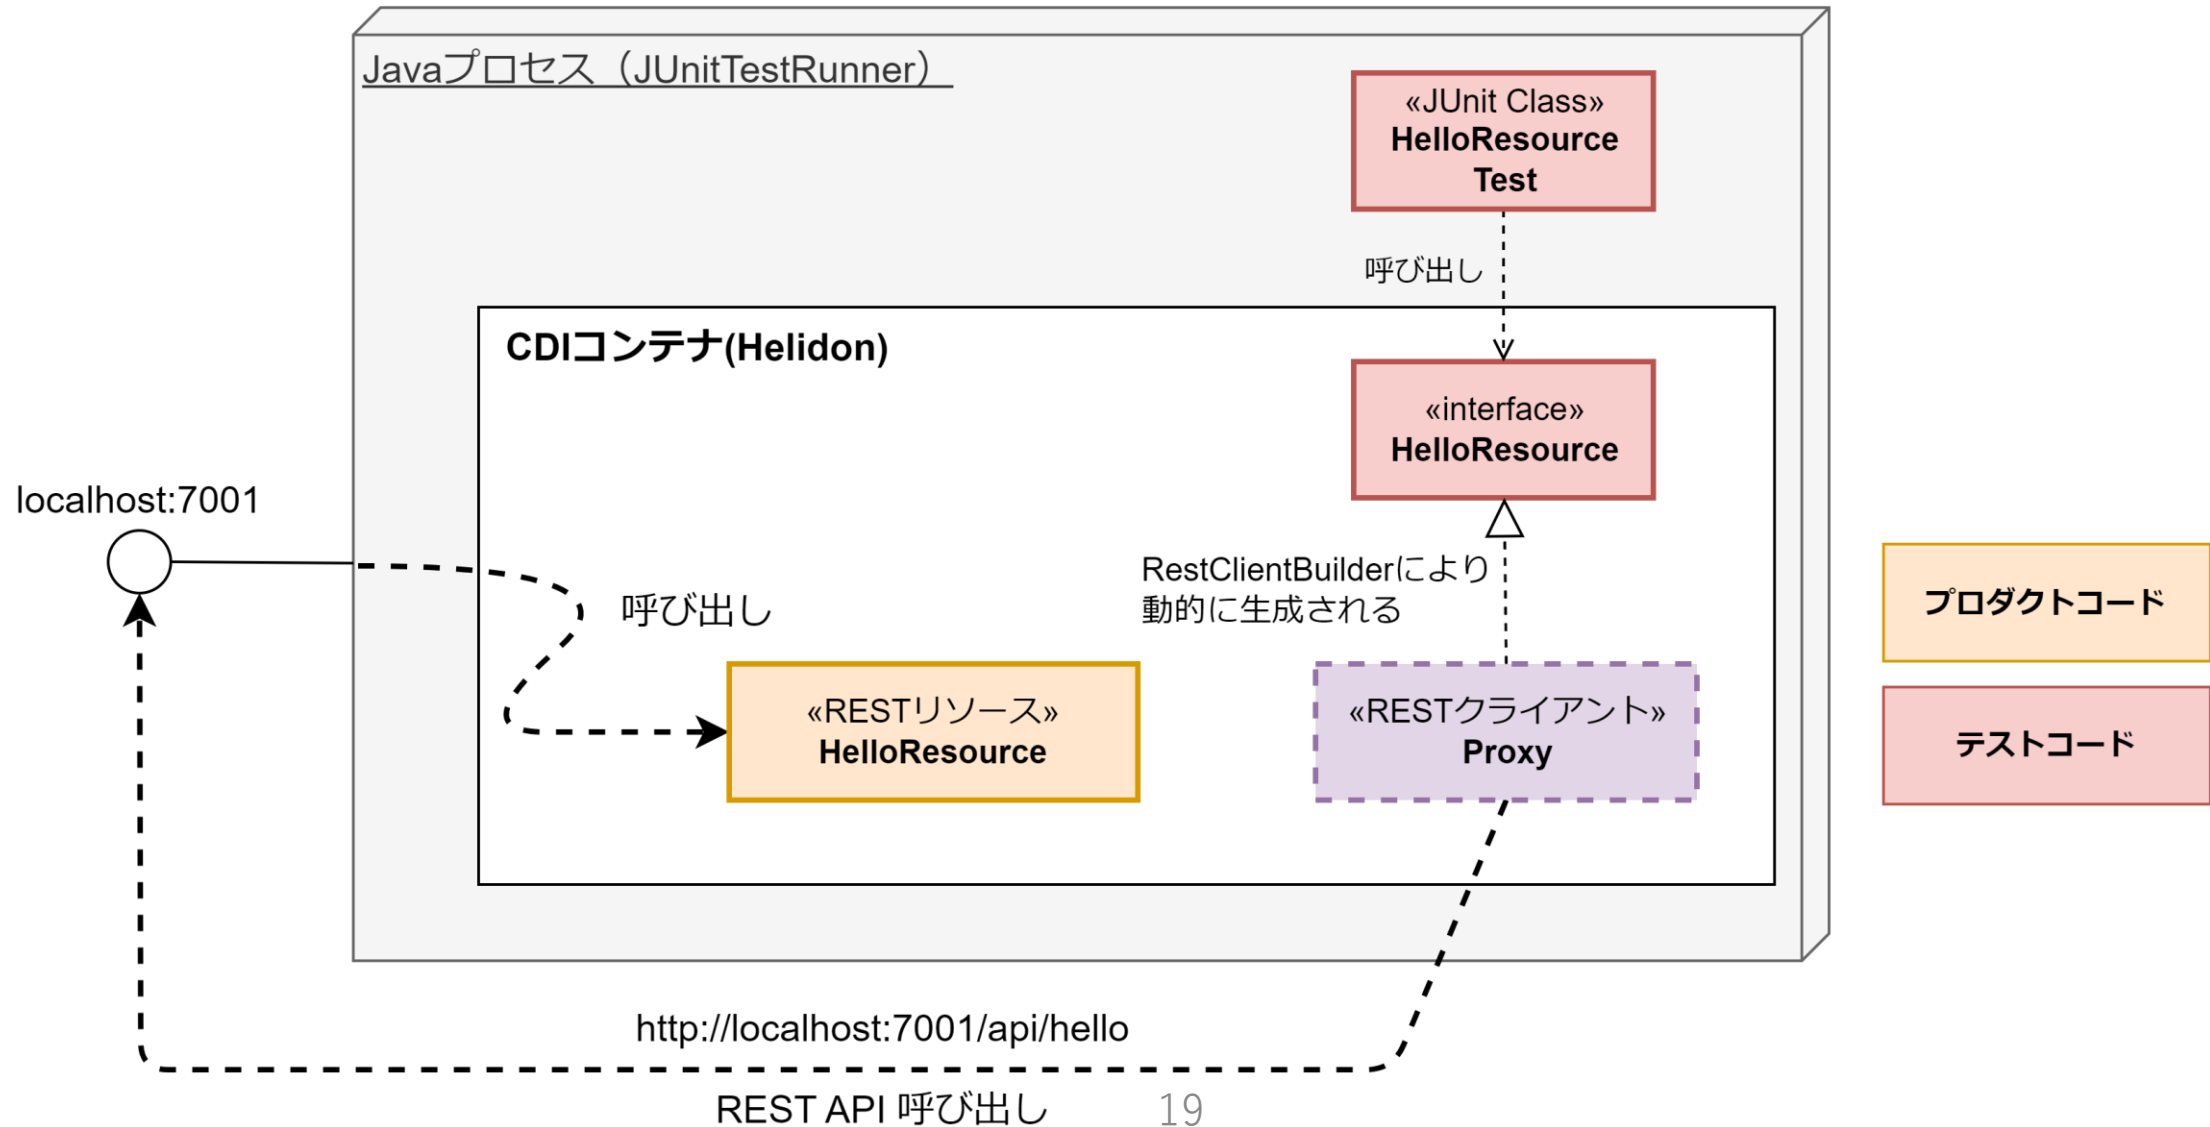 Javaプロセス（JUnitTestRunner）
«JUnit Class»
HelloResource
Test
呼び出し
CDIコンテナ(Helidon)
«interface»
HelloResource
localhost:7001
呼び出し
RestClientBuilderにより
動的に生成される
«RESTリソース»
HelloResource
«RESTクライアント»
Proxy
プロダクトコード
テストコード
http://localhost:7001/api/hello
REST API 呼び出し
19